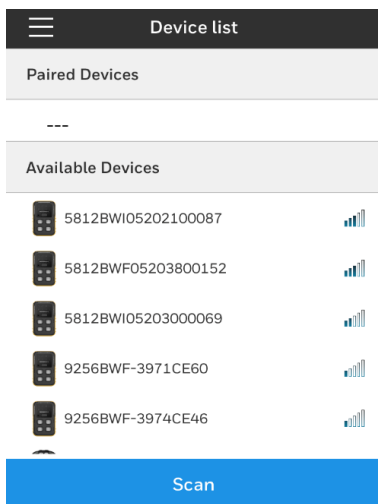 Device list
Paired Devices
---
Available Devices
5812BWI05202100087
5812BWF05203800152
5812BWI05203000069
9256BWF-3971CE60
9256BWF-3974CE46
Scan